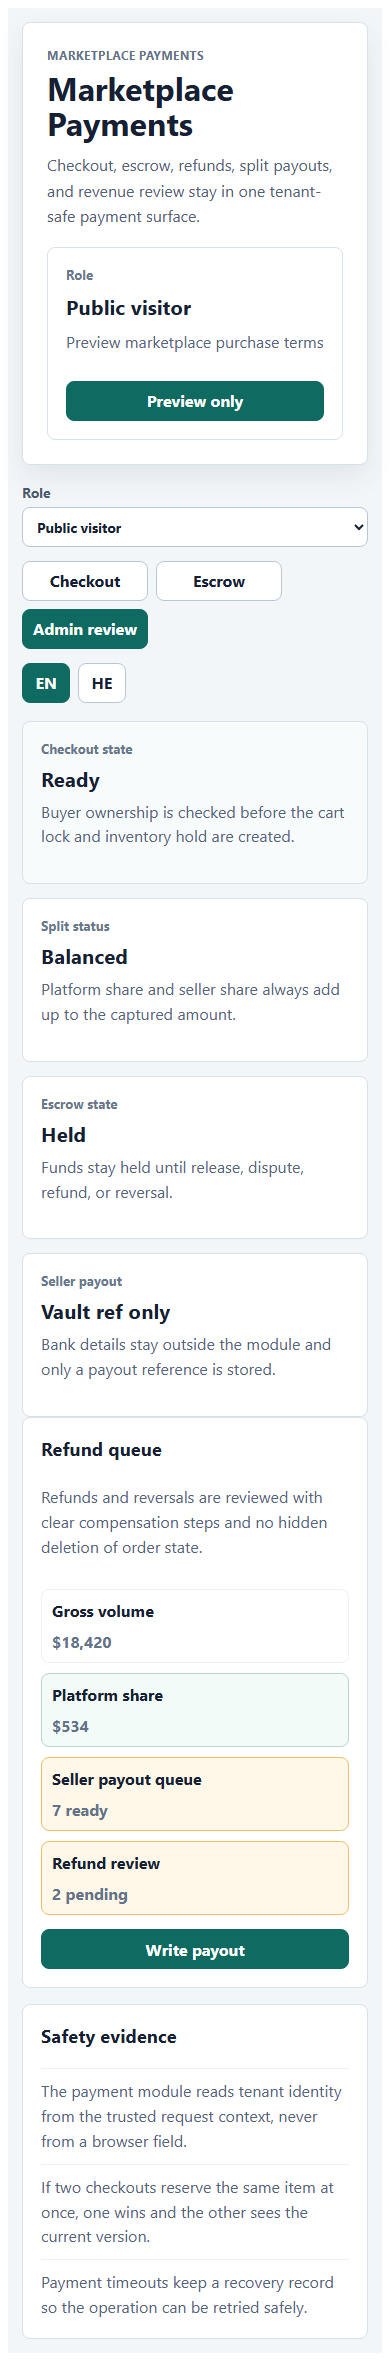 MARKETPLACE PAYMENTS
Marketplace
Payments
Checkout, escrow, refunds, split payouts,
and revenue review stay in one tenant-
safe payment surface.
Role
Public visitor
Preview marketplace purchase terms
Preview only
Role
Public visitor
Checkout
Escrow
Admin review
EN
HE
Checkout state
Ready
Buyer ownership is checked before the cart
lock and inventory hold are created.
Split status
Balanced
Platform share and seller share always add
up to the captured amount.
Escrow state
Held
Funds stay held until release, dispute,
refund, or reversal.
Seller payout
Vault ref only
Bank details stay outside the module and
only a payout reference is stored.
Refund queue
Refunds and reversals are reviewed with
clear compensation steps and no hidden
deletion of order state.
Gross volume
$18,420
Platform share
$534
Seller payout queue
7 ready
Refund review
2 pending
Write payout
Safety evidence
The payment module reads tenant identity
from the trusted request context, never
from a browser field.
If two checkouts reserve the same item at
once, one wins and the other sees the
current version.
Payment timeouts keep a recovery record
so the operation can be retried safely.